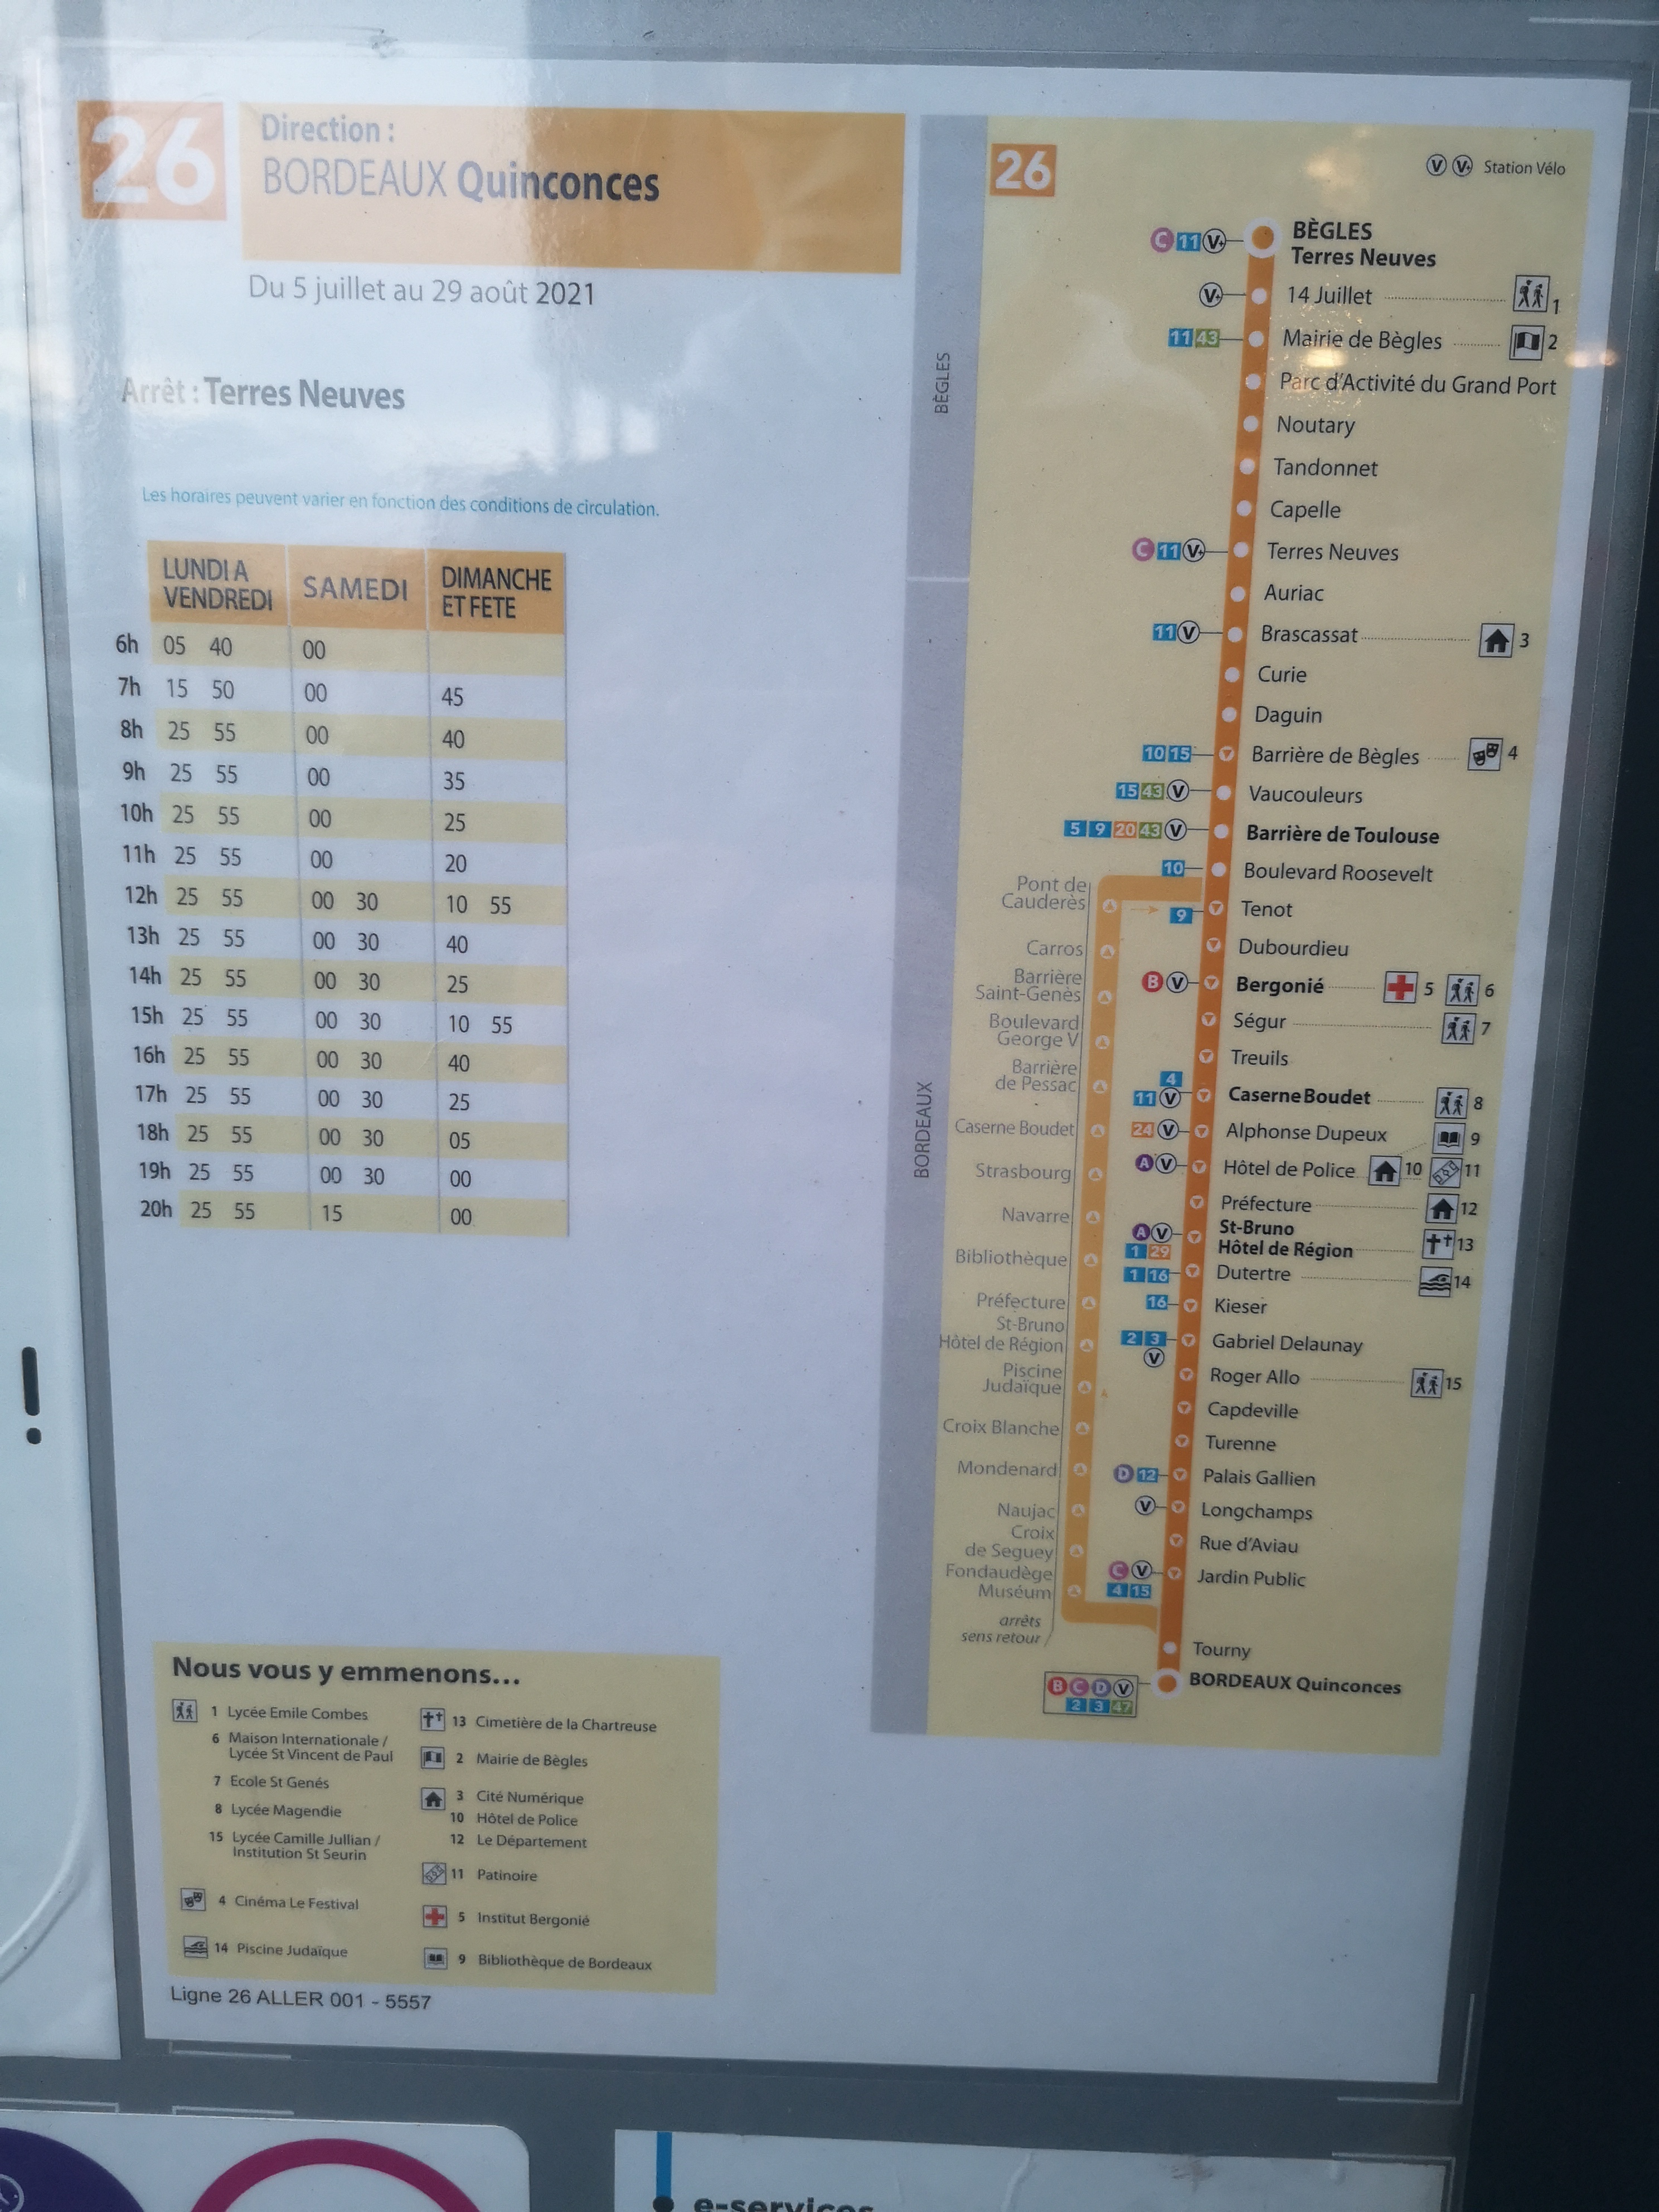 26
Direction :
BORDEAUX Quinconces
Du 5 juillet au 29 août 2021
Arrêt : Terres Neuves
Les horaires peuvent varier en fonction des conditions de circulation.
LUNDI A VENDREDI SAMEDI DIMANCHE ET FETE
6h 05 40 00
7h 15 50 00 45
8h 25 55 00 40
9h 25 55 00 35
10h 25 55 00 25
11h 25 55 00 20
12h 25 55 00 30 10 55
13h 25 55 00 30 40
14h 25 55 00 30 25
15h 25 55 00 30 10 55
16h 25 55 00 30 40
17h 25 55 00 30 25
18h 25 55 00 30 05
19h 25 55 00 30 00
20h 25 55 15 00
!
Nous vous y emmenons...
1 Lycée Emile Combes
6 Maison Internationale /
Lycée St Vincent de Paul
7 Ecole St Genés
8 Lycée Magendie
15 Lycée Camille Jullian /
Institution St Seurin
4 Cinéma Le Festival
14 Piscine Judaïque
13 Cimetière de la Chartreuse
2 Mairie de Bègles
3 Cité Numérique
10 Hôtel de Police
12 Le Département
11 Patinoire
5 Institut Bergonié
9 Bibliothèque de Bordeaux
Ligne 26 ALLER 001 - 5557
26
V V+ Station Vélo
BÈGLES
BORDEAUX
C 11 V+ BÈGLES
Terres Neuves
V+ 14 Juillet 1
11 43 Mairie de Bègles 2
Parc d'Activité du Grand Port
Noutary
Tandonnet
Capelle
C 11 V+ Terres Neuves
Auriac
11 V Brascassat 3
Curie
Daguin
10 15 Barrière de Bègles 4
15 43 V Vaucouleurs
5 9 20 43 V Barrière de Toulouse
10 Boulevard Roosevelt
9 Tenot
Dubourdieu
B V Bergonié 5 6
Ségur 7
Treuils
4
11 V Caserne Boudet 8
24 V Alphonse Dupeux 9
A V Hôtel de Police 10 11
Préfecture 12
A V St-Bruno
1 29 Hôtel de Région 13
1 16 Dutertre 14
16 Kieser
2 3 Gabriel Delaunay
V
Roger Allo 15
Capdeville
Turenne
D 12 Palais Gallien
V Longchamps
Rue d'Aviau
C V Jardin Public
4 15
Tourny
B C D V BORDEAUX Quinconces
2 3 47
Pont de
Cauderès
Carros
Barrière
Saint-Genès
Boulevard
George V
Barrière
de Pessac
Caserne Boudet
Strasbourg
Navarre
Bibliothèque
Préfecture
St-Bruno
Hôtel de Région
Piscine
Judaïque
Croix Blanche
Mondenard
Naujac
Croix
de Seguey
Fondaudège
Muséum
arrêts
sens retour
e-services